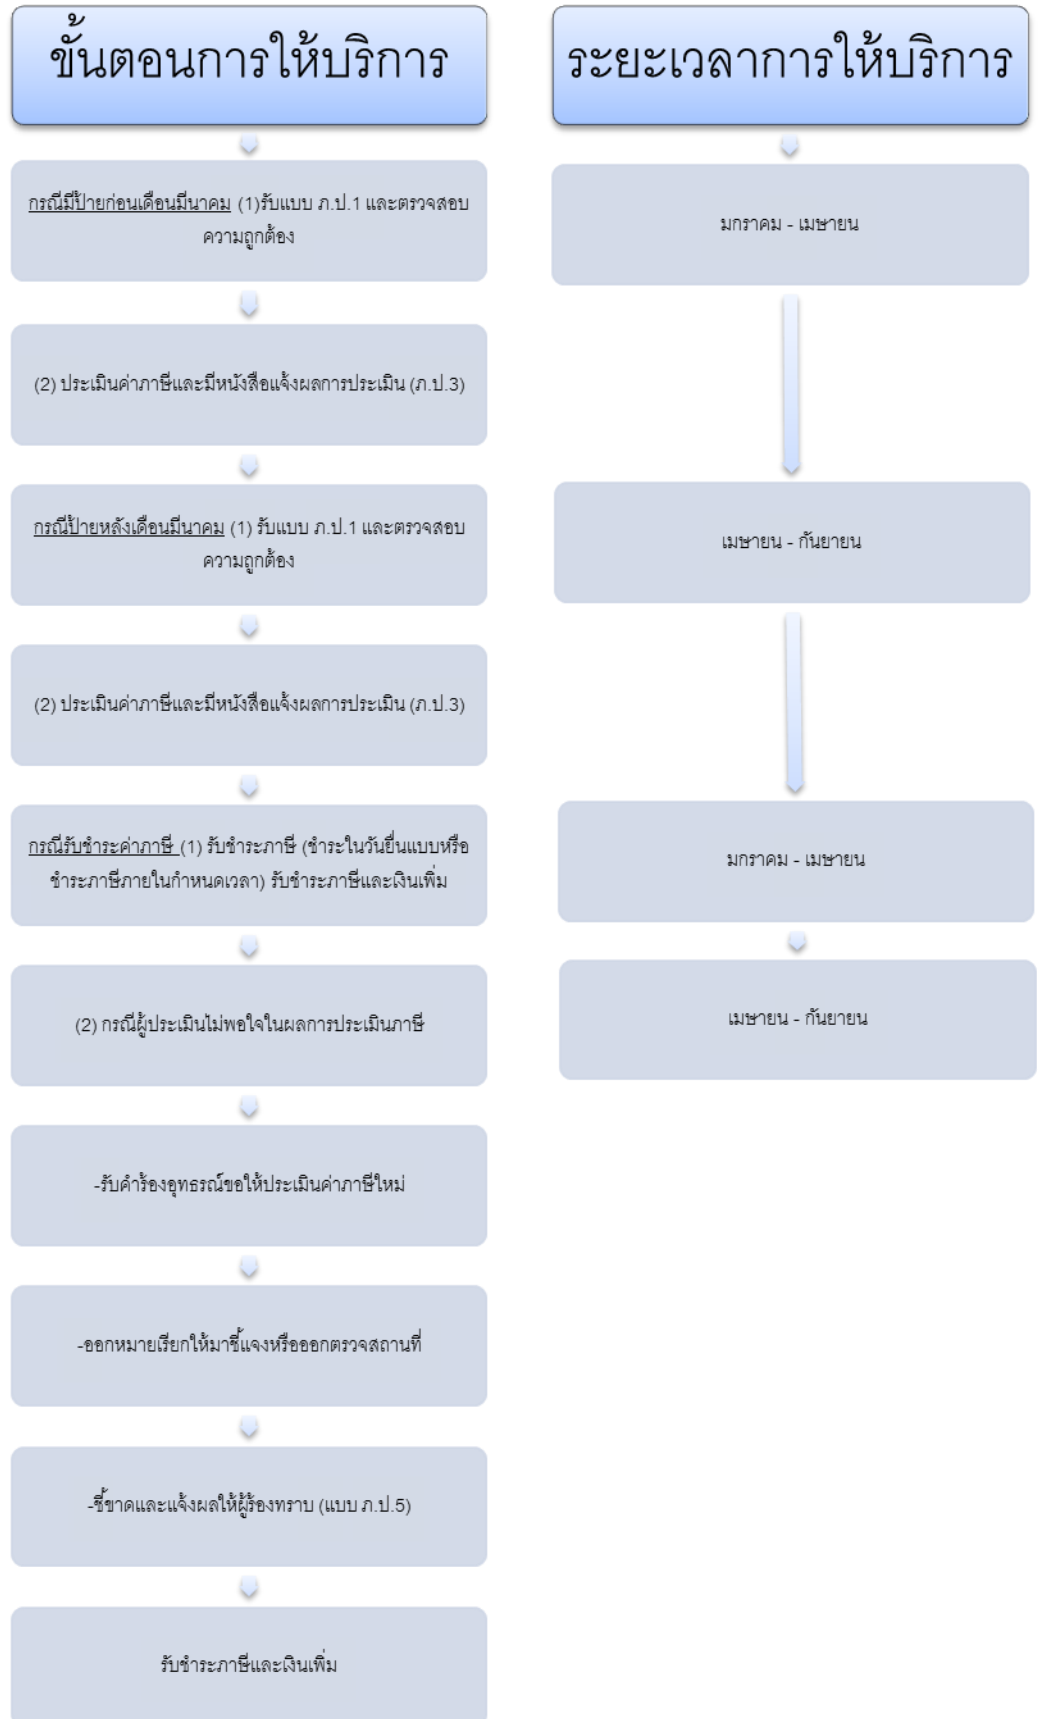 ขั้นตอนการให้บริการ
กรณีมีป้ายก่อนเดือนมีนาคม (1)รับแบบ ภ.ป.1 และตรวจสอบ
ความถูกต้อง
(2) ประเมินค่าภาษีและมีหนังสือแจ้งผลการประเมิน (ภ.ป.3)
กรณีป้ายหลังเดือนมีนาคม (1) รับแบบ ภ.ป.1 และตรวจสอบ
ความถูกต้อง
(2) ประเมินค่าภาษีและมีหนังสือแจ้งผลการประเมิน (ภ.ป.3)
กรณีรับชำระค่าภาษี (1) รับชำระภาษี (ชำระในวันยื่นแบบหรือ
ชำระภาษีภายในกำหนดเวลา) รับชำระภาษีและเงินเพิ่ม
(2) กรณีผู้ประเมินไม่พอใจในผลการประเมินภาษี
-รับคำร้องอุทธรณ์ขอให้ประเมินค่าภาษีใหม่
-ออกหมายเรียกให้มาชี้แจงหรือออกตรวจสถานที่
-ชี้ขาดและแจ้งผลให้ผู้ร้องทราบ (แบบ ภ.ป.5)
รับชำระภาษีและเงินเพิ่ม
ระยะเวลาการให้บริการ
มกราคม - เมษายน
เมษายน - กันยายน
มกราคม - เมษายน
เมษายน - กันยายน